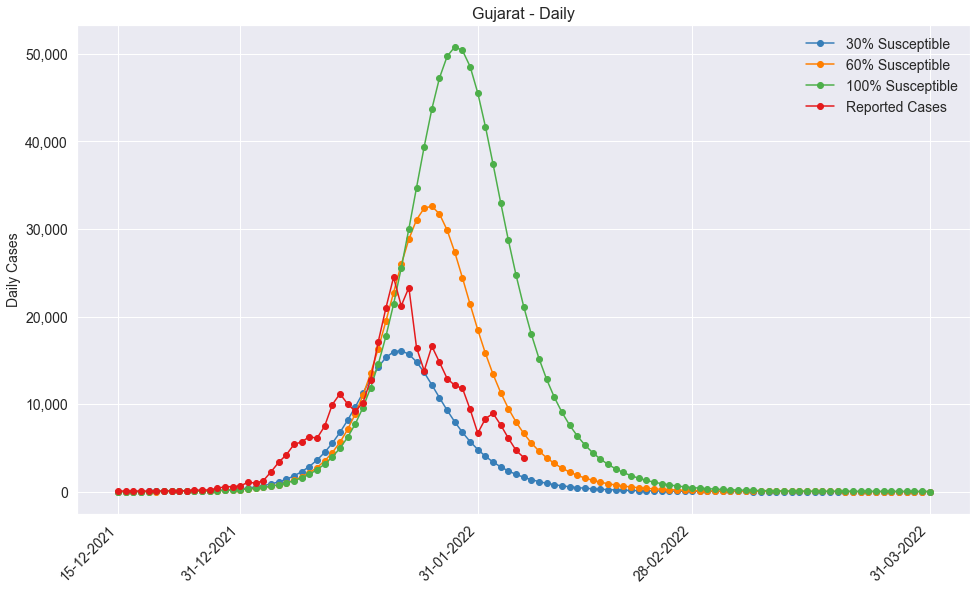 Gujarat - Daily
Daily Cases
50,000
40,000
30,000
20,000
10,000
0
30% Susceptible
60% Susceptible
100% Susceptible
Reported Cases
15-12-2021
31-12-2021
31-01-2022
28-02-2022
31-03-2022